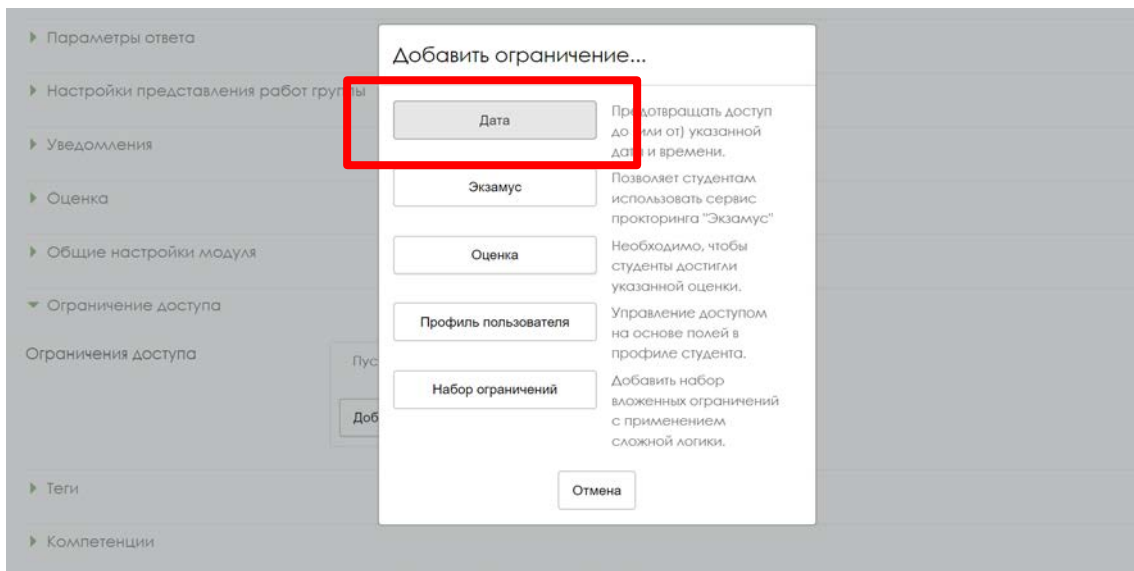 Параметры ответа
Настройки представления работ группы
Уведомления
Оценка
Общие настройки модуля
Ограничение доступа
Ограничения доступа
Пус
Доб
Теги
Компетенции
Добавить ограничение...
Дата
Предотвращать доступ
до (или от) указанной
даты и времени.
Экзамус
Позволяет студентам
использовать сервис
прокторинга "Экзамус"
Оценка
Необходимо, чтобы
студенты достигли
указанной оценки.
Профиль пользователя
Управление доступом
на основе полей в
профиле студента.
Набор ограничений
Добавить набор
вложенных ограничений
с применением
сложной логики.
Отмена